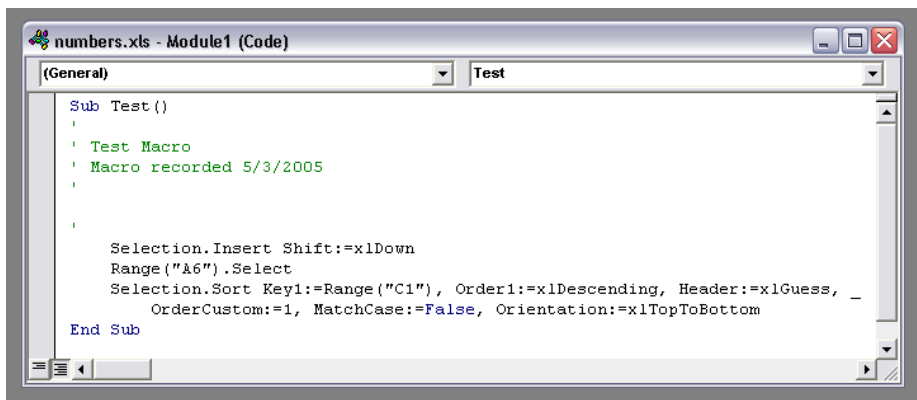 numbers.xls - Module1 (Code)
(General) Test
Sub Test()
'
' Test Macro
' Macro recorded 5/3/2005
'
'
Selection.Insert Shift:=xlDown
Range("A6").Select
Selection.Sort Key1:=Range("C1"), Order1:=xlDescending, Header:=xlGuess, _
OrderCustom:=1, MatchCase:=False, Orientation:=xlTopToBottom
End Sub